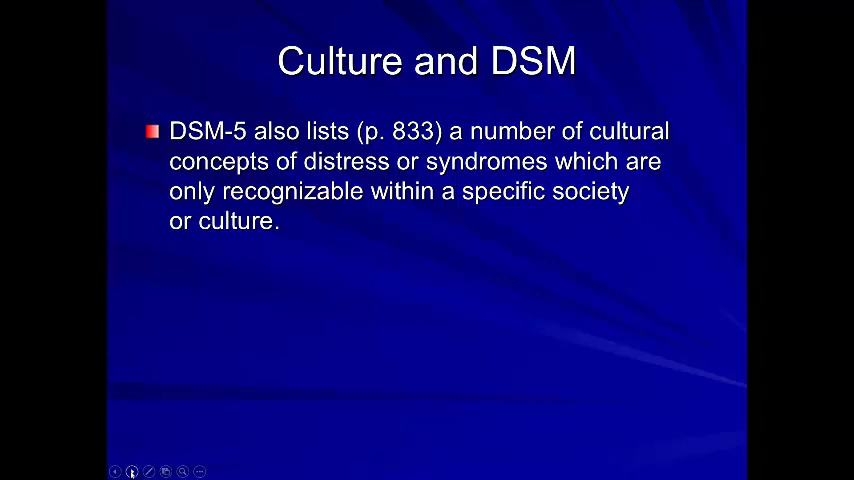 Culture and DSM
DSM-5 also lists (p. 833) a number of cultural
concepts of distress or syndromes which are
only recognizable within a specific society
or culture.